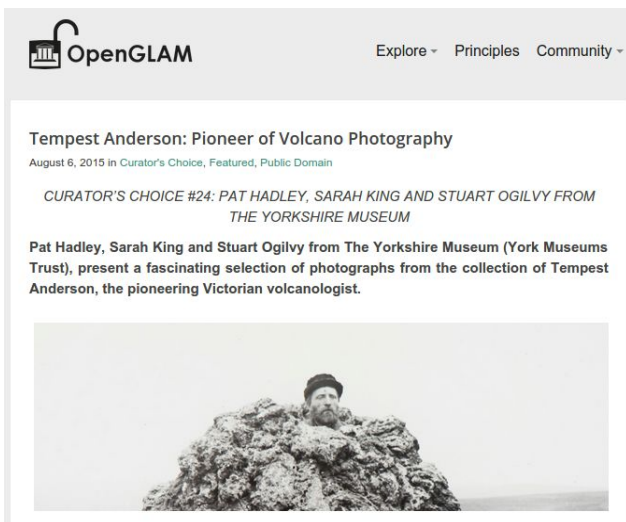 OpenGLAM
Explore Principles Community
Tempest Anderson: Pioneer of Volcano Photography
August 6, 2015 in Curator's Choice, Featured, Public Domain
CURATOR'S CHOICE #24: PAT HADLEY, SARAH KING AND STUART OGILVY FROM
THE YORKSHIRE MUSEUM
Pat Hadley, Sarah King and Stuart Ogilvy from The Yorkshire Museum (York Museums
Trust), present a fascinating selection of photographs from the collection of Tempest
Anderson, the pioneering Victorian volcanologist.